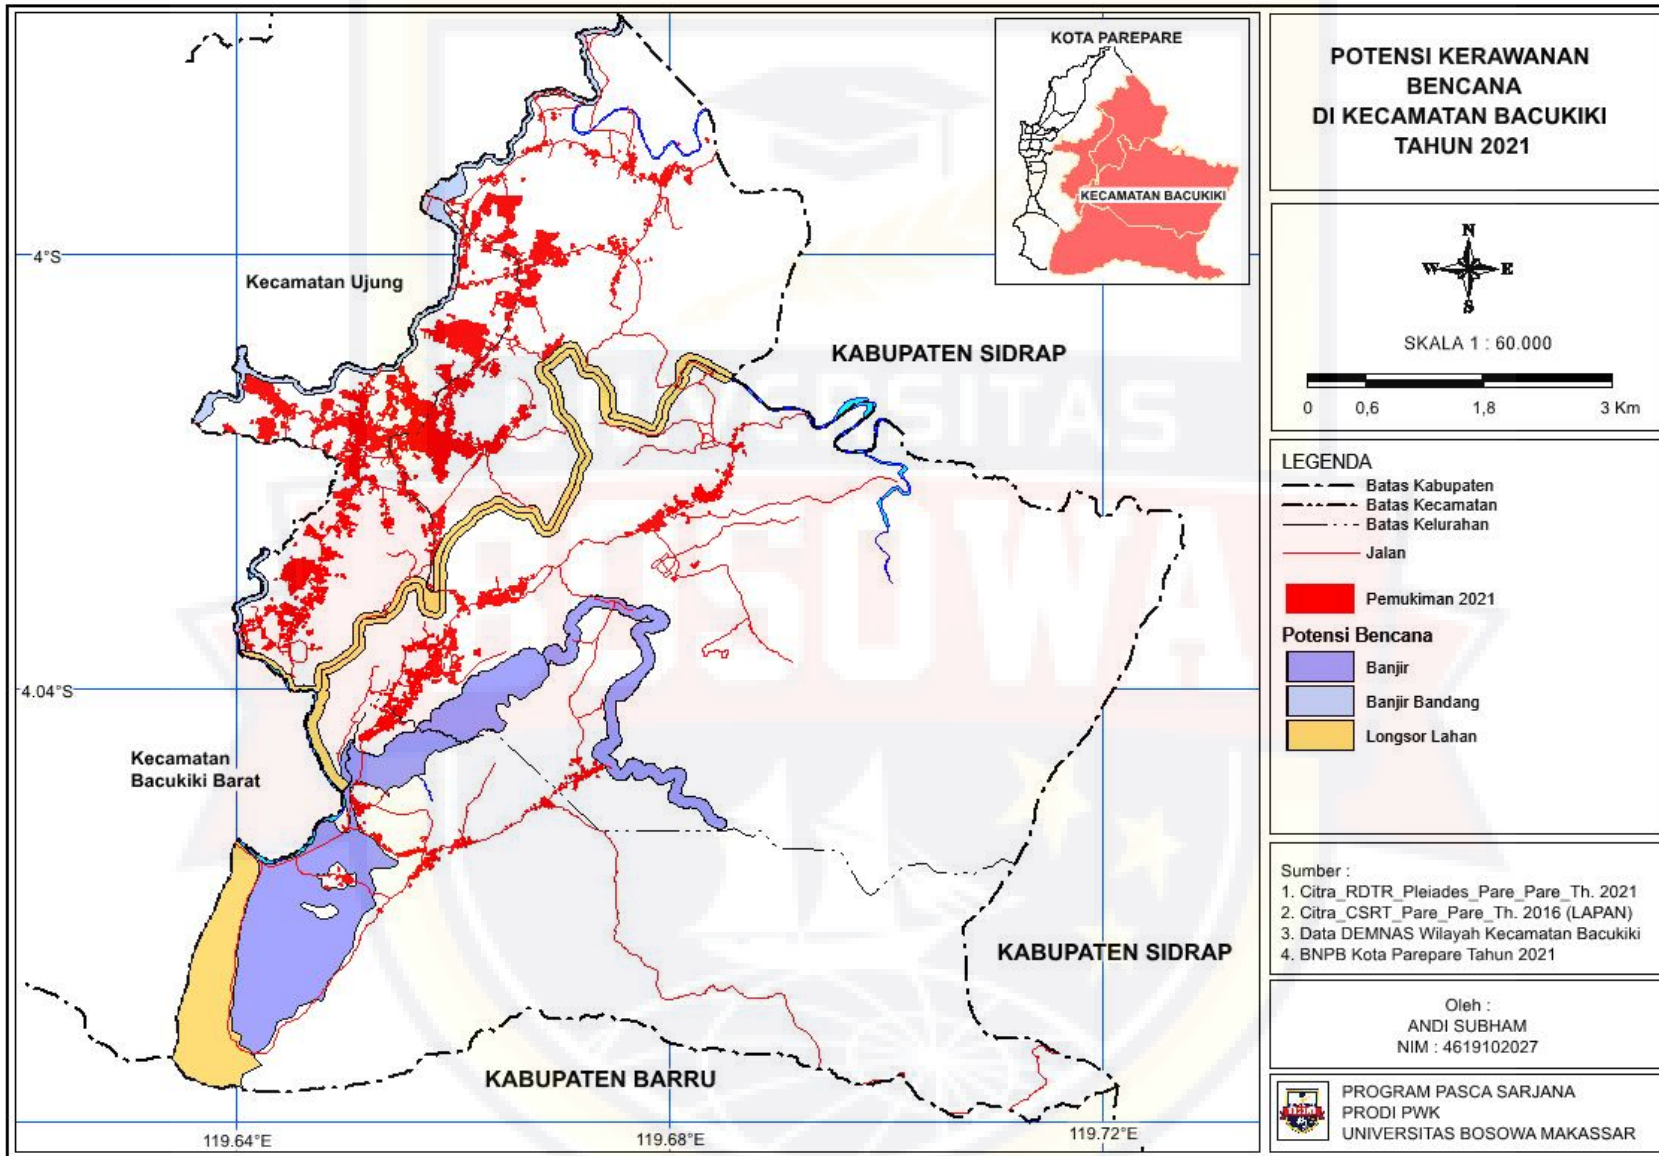 KOTA PAREPARE
KECAMATAN BACUKIKI
4°S
Kecamatan Ujung
KABUPATEN SIDRAP
UNIVERSITAS
BOSOWA
4.04°S
Kecamatan
Bacukiki Barat
KABUPATEN SIDRAP
KABUPATEN BARRU
119.64°E
119.68°E
119.72°E
POTENSI KERAWANAN
BENCANA
DI KECAMATAN BACUKIKI
TAHUN 2021
N
W E
S
SKALA 1 : 60.000
0 0,6 1,8 3 Km
LEGENDA
Batas Kabupaten
Batas Kecamatan
Batas Kelurahan
Jalan
Pemukiman 2021
Potensi Bencana
Banjir
Banjir Bandang
Longsor Lahan
Sumber :
1. Citra_RDTR_Pleiades_Pare_Pare_Th. 2021
2. Citra_CSRT_Pare_Pare_Th. 2016 (LAPAN)
3. Data DEMNAS Wilayah Kecamatan Bacukiki
4. BNPB Kota Parepare Tahun 2021
Oleh :
ANDI SUBHAM
NIM : 4619102027
PROGRAM PASCA SARJANA
PRODI PWK
UNIVERSITAS BOSOWA MAKASSAR